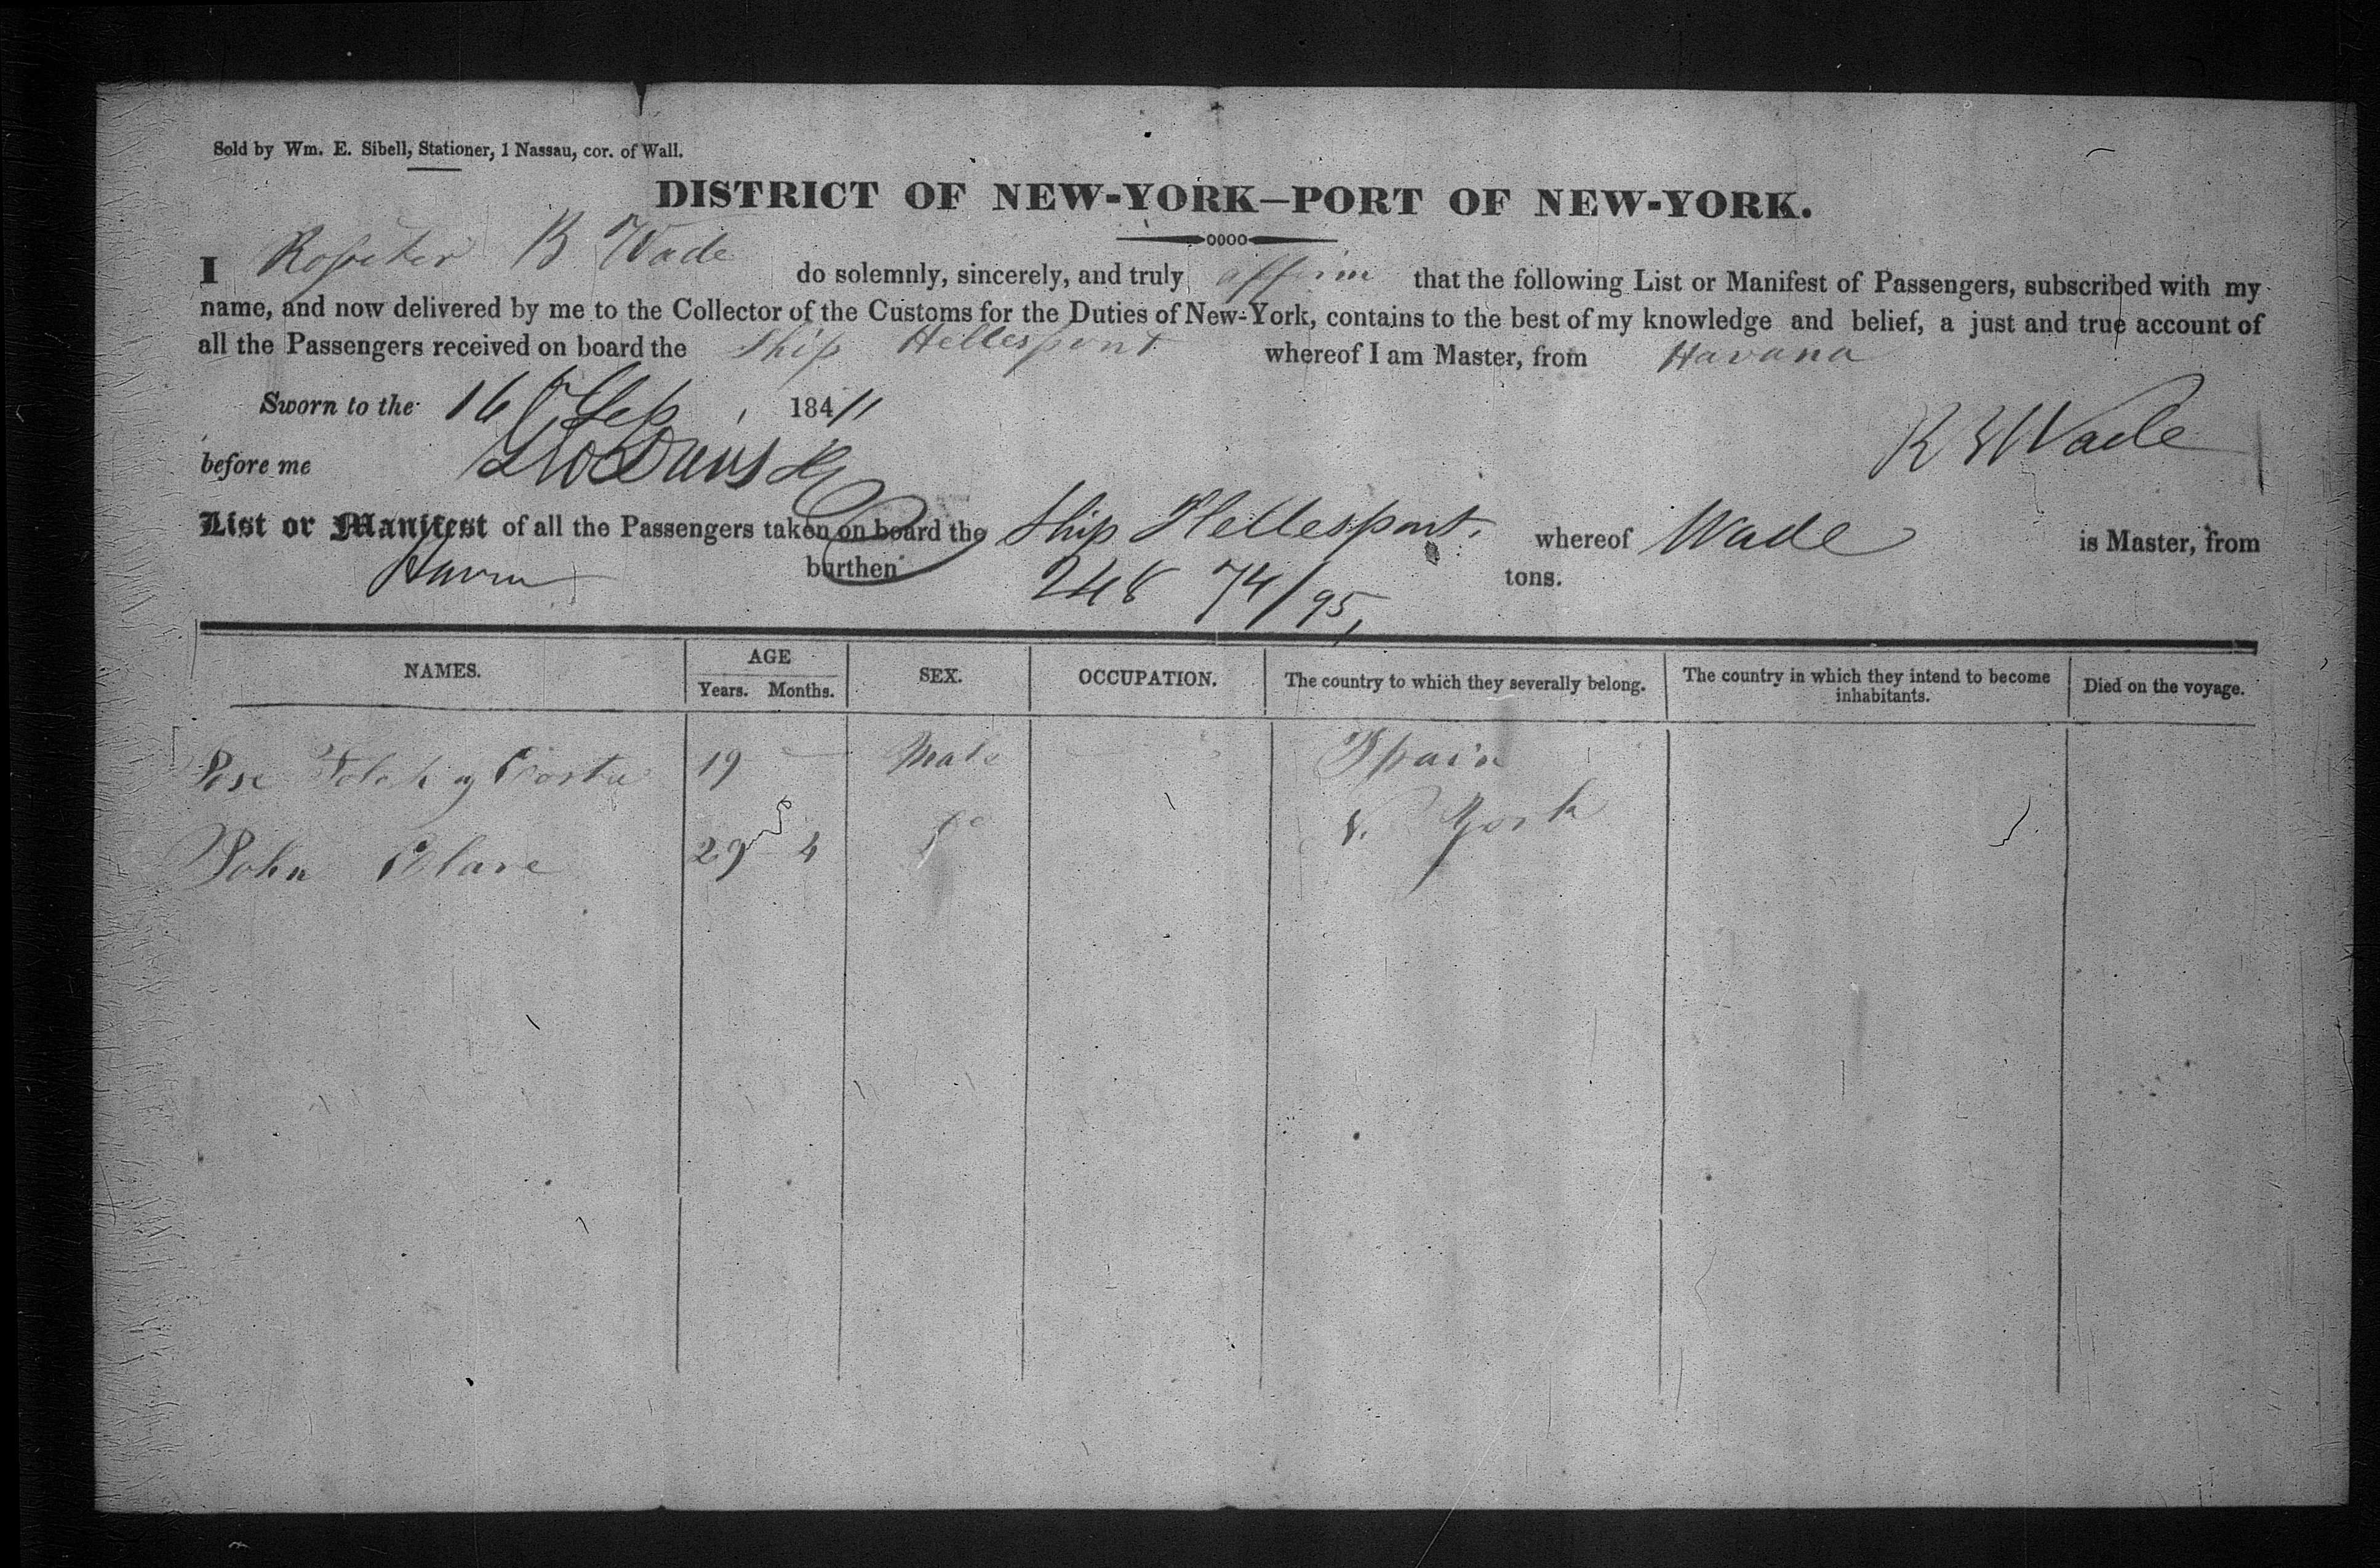 Sold by Wm. E. Sibell, Stationer, 1 Nassau, cor. of Wall.
DISTRICT OF NEW-YORK—PORT OF NEW-YORK.
I B Wade do solemnly, sincerely, and truly affirm that the following List or Manifest of Passengers, subscribed with my
name, and now delivered by me to the Collector of the Customs for the Duties of New-York, contains to the best of my knowledge and belief, a just and true account of
all the Passengers received on board the Ship Hellespont whereof I am Master, from Havana
Sworn to the 16 Sep 1841
before me R B Wade
List or Manifest of all the Passengers taken on board the Ship Hellespont. whereof Wade is Master, from
burthen 248 74/95, tons.
NAMES. AGE Years. Months. SEX. OCCUPATION. The country to which they severally belong. The country in which they intend to become inhabitants. Died on the voyage.
y Costa 19 — Male Spain
John Clare 29 4 Do N. York